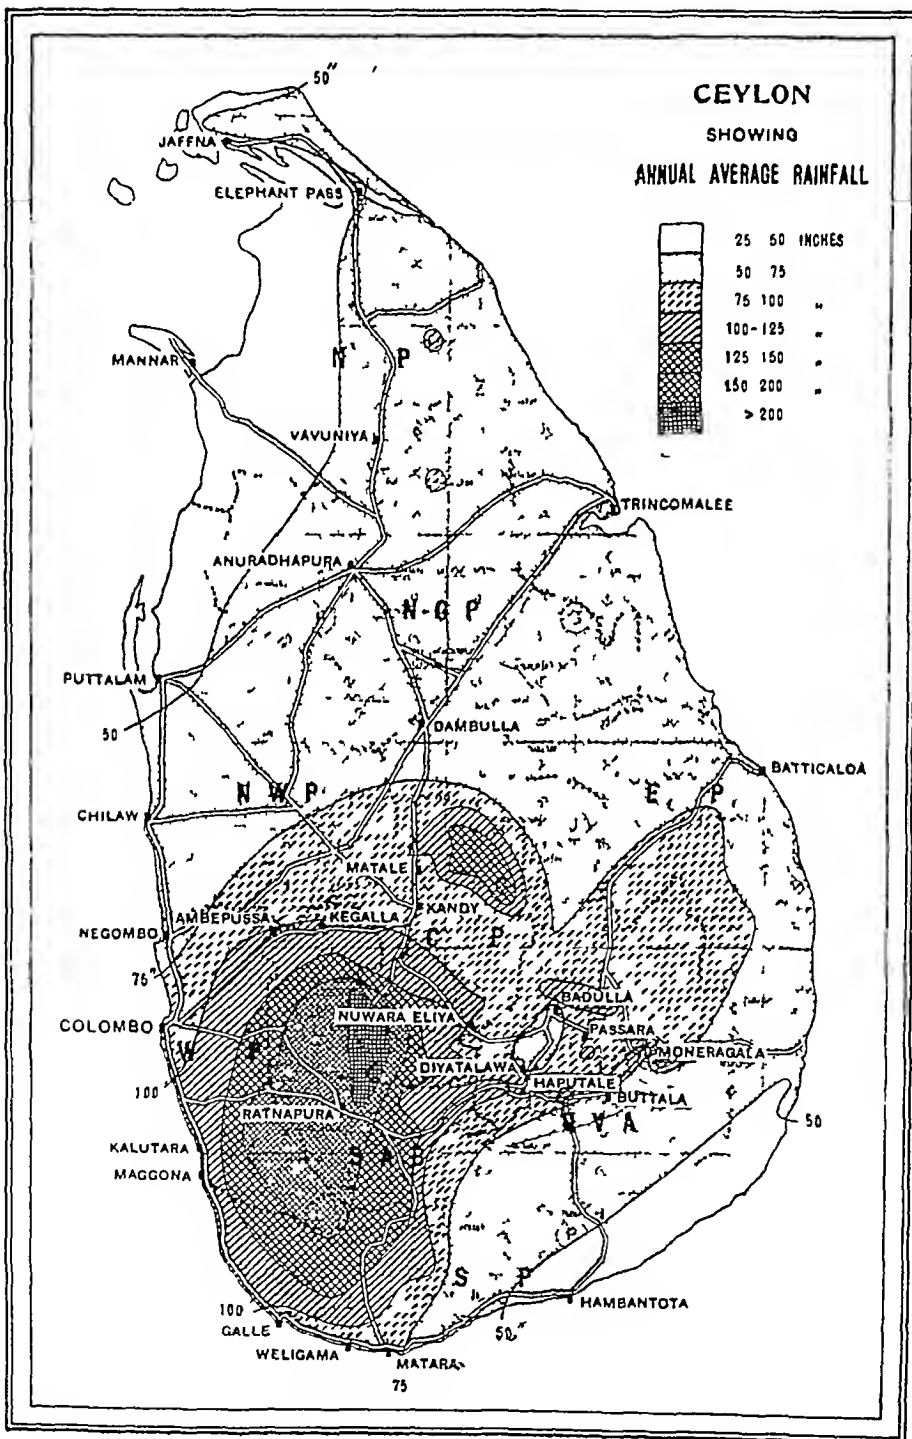 CEYLON
SHOWING
ANNUAL AVERAGE RAINFALL
25 50 INCHES
50 75
75 100 "
100-125 "
125 150 "
150 200 "
> 200
50"
JAFFNA
ELEPHANT PASS
MANNAR
N P
VAVUNIYA
TRINCOMALEE
ANURADHAPURA
N-C P
PUTTALAM
50
DAMBULLA
BATTICALOA
N W P
E P
CHILAW
MATALE
KANDY
AMBEPUSSA
KEGALLA
NEGOMBO
C P
75"
BADULLA
COLOMBO
NUWARA ELIYA
PASSARA
W P
MONERAGALA
DIYATALAWA
HAPUTALE
100
BUTTALA
RATNAPURA
U V A
50
KALUTARA
S A B
MAGGONA
S P
100
HAMBANTOTA
GALLE
50"
WELIGAMA
MATARA
75